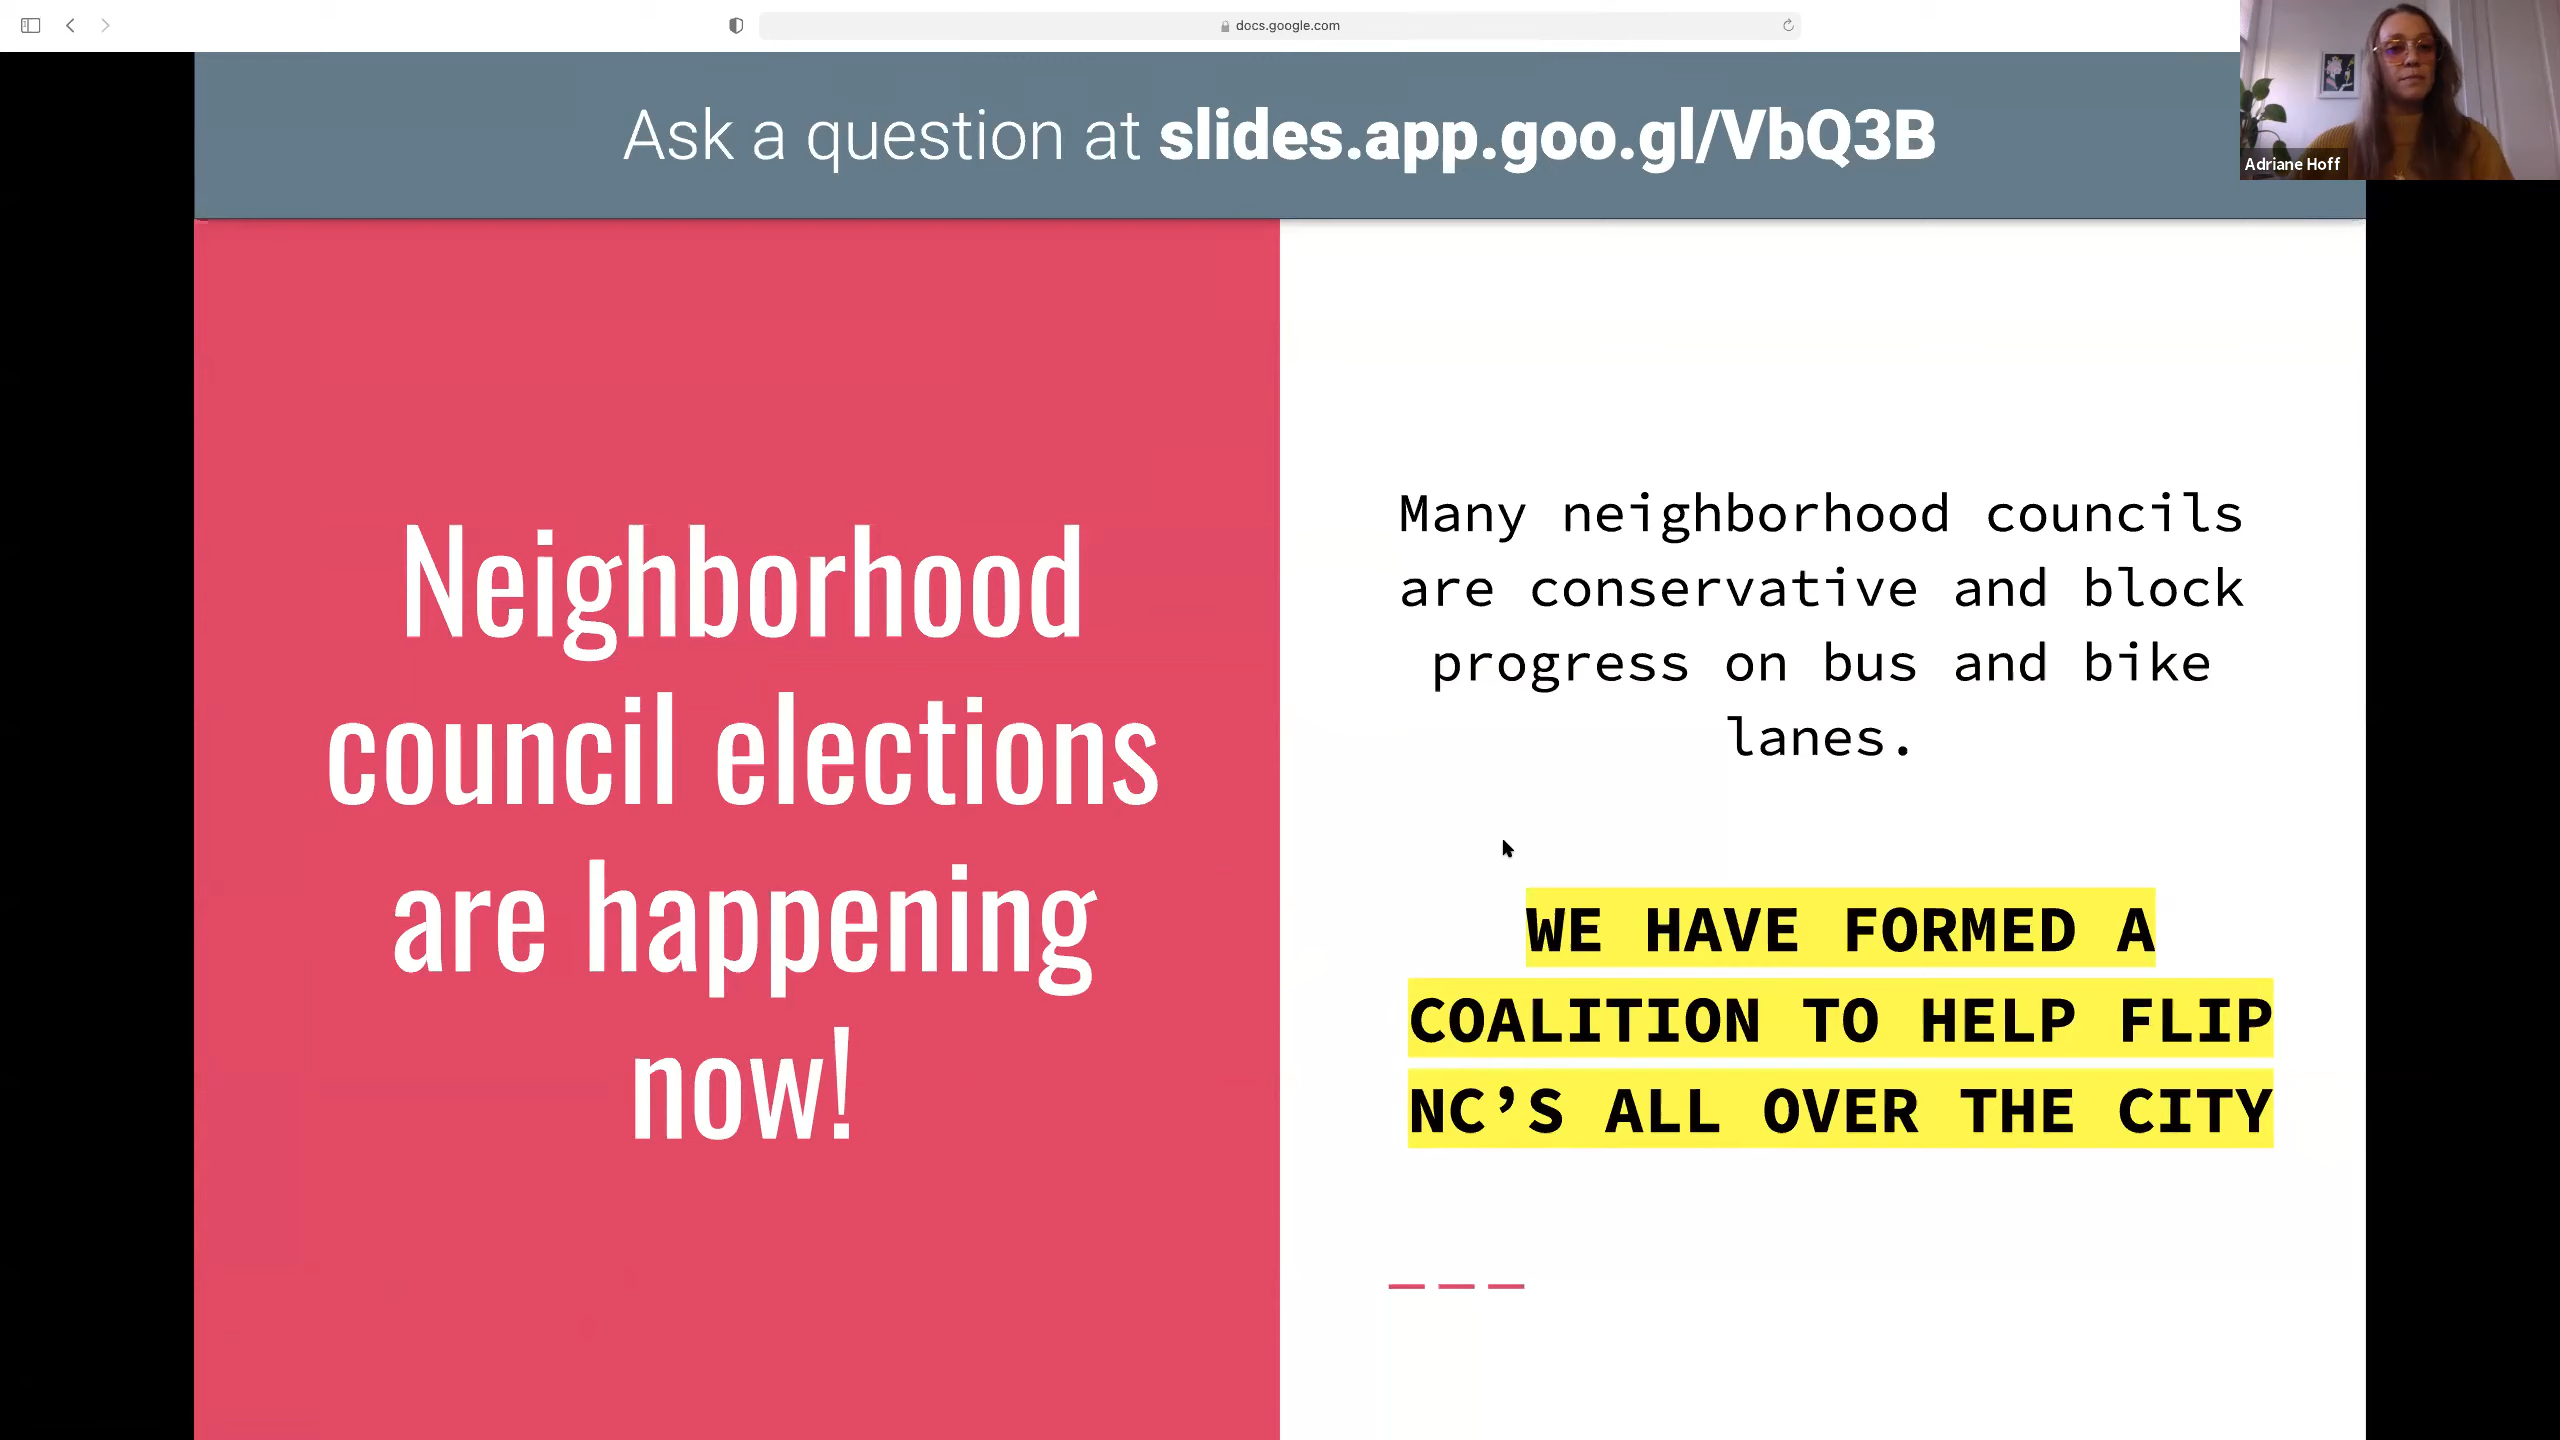 docs.google.com
Ask a question at slides.app.goo.gl/VbQ3B
Adriane Hoff
Neighborhood
council elections
are happening
now!
Many neighborhood councils
are conservative and block
progress on bus and bike
lanes.
WE HAVE FORMED A
COALITION TO HELP FLIP
NC’S ALL OVER THE CITY